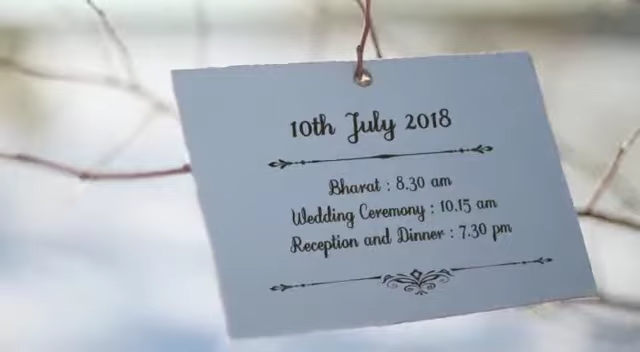 10th July 2018
Bharat : 8.30 am
Wedding Ceremony : 10.15 am
Reception and Dinner : 7.30 pm